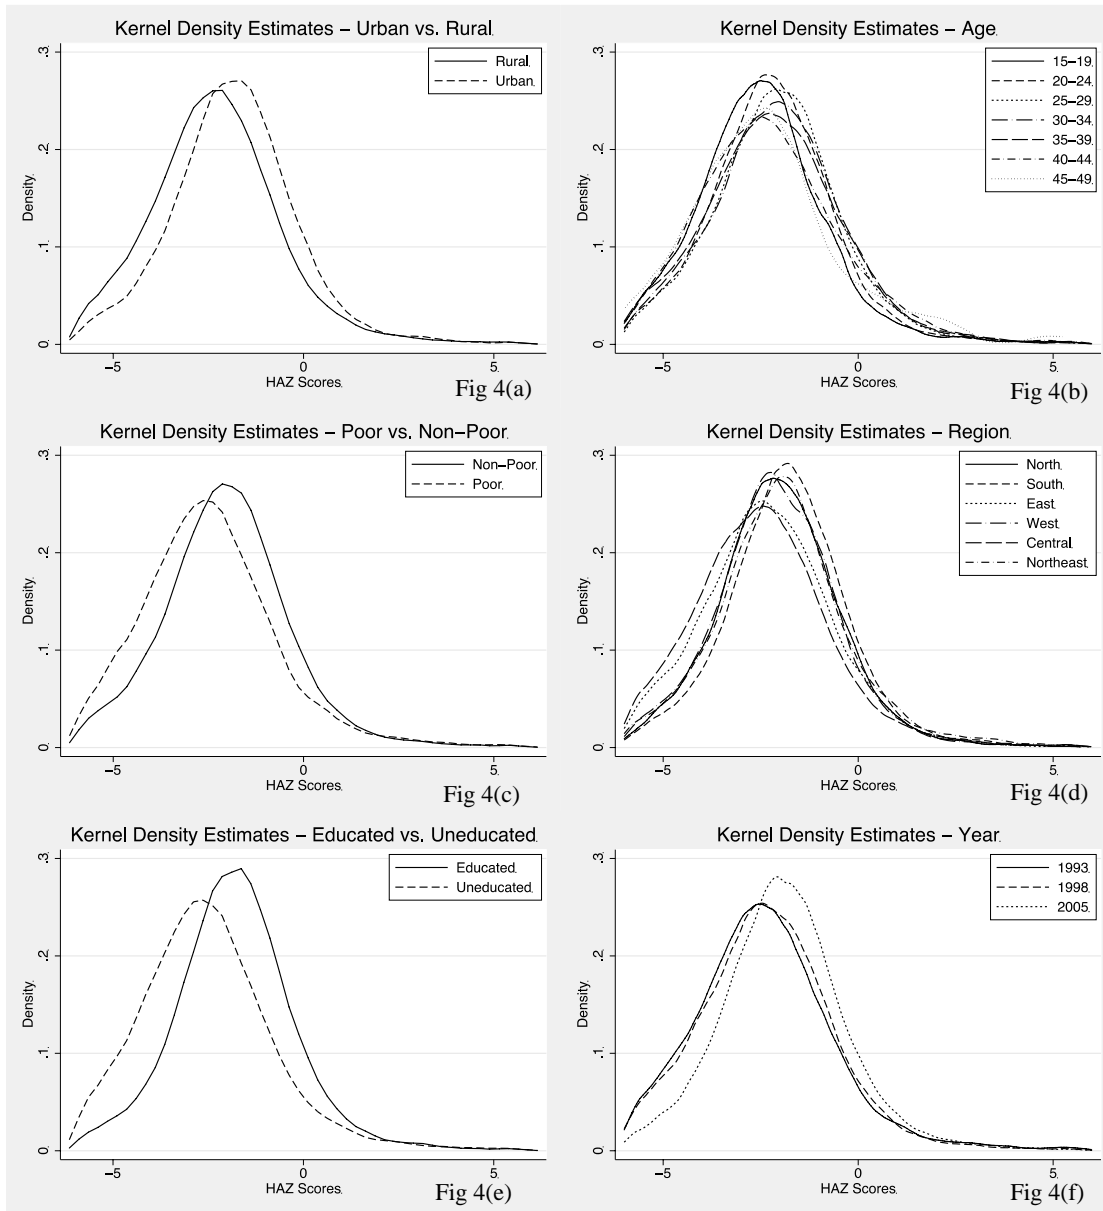 Kernel Density Estimates – Urban vs. Rural
Rural
Urban
.3
.2
.1
0
Density
−5
0
5
HAZ Scores
Fig 4(a)
Kernel Density Estimates – Age
15−19
20−24
25−29
30−34
35−39
40−44
45−49
.3
.2
.1
0
Density
−5
0
5
HAZ Scores
Fig 4(b)
Kernel Density Estimates – Poor vs. Non−Poor
Non−Poor
Poor
.3
.2
.1
0
Density
−5
0
5
HAZ Scores
Fig 4(c)
Kernel Density Estimates – Region
North
South
East
West
Central
Northeast
.3
.2
.1
0
Density
−5
0
5
HAZ Scores
Fig 4(d)
Kernel Density Estimates – Educated vs. Uneducated
Educated
Uneducated
.3
.2
.1
0
Density
−5
0
5
HAZ Scores
Fig 4(e)
Kernel Density Estimates – Year
1993
1998
2005
.3
.2
.1
0
Density
−5
0
5
HAZ Scores
Fig 4(f)